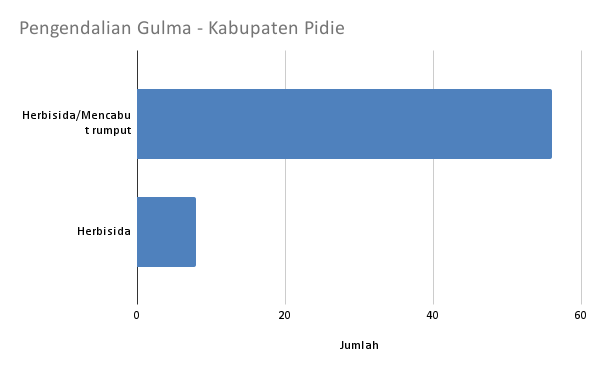 Pengendalian Gulma - Kabupaten Pidie
Herbisida/Mencabu
t rumput
Herbisida
0
20
40
60
Jumlah